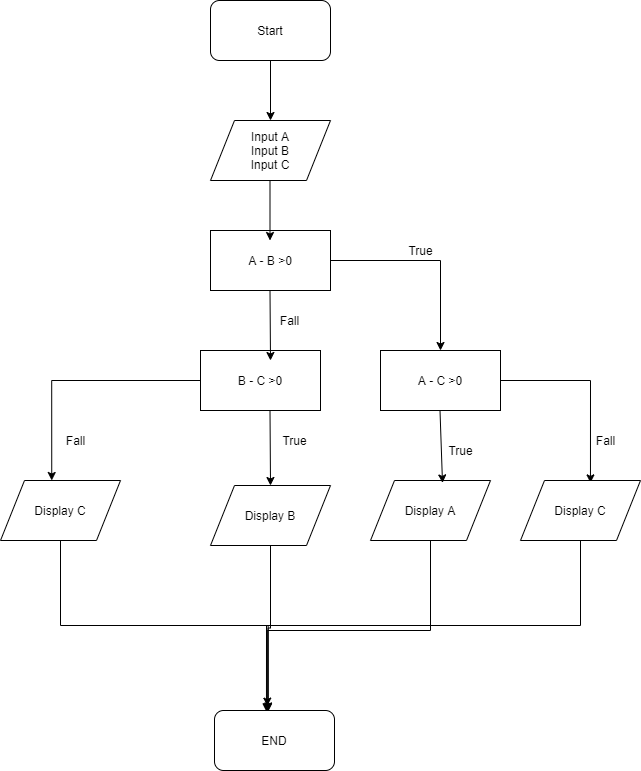 Start
Input A
Input B
Input C
A - B >0
True
Fall
B - C >0
A - C >0
Fall
True
True
Fall
Display C
Display B
Display A
Display C
END